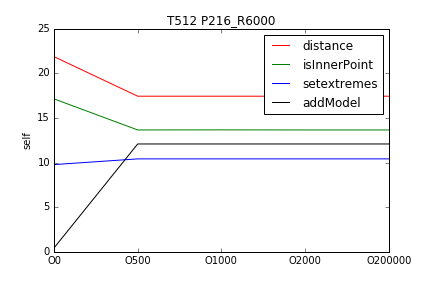 T512 P216_R6000
25
20
15
10
5
0
self
distance
isInnerPoint
setextremes
addModel
O0
O500
O1000
O2000
O200000